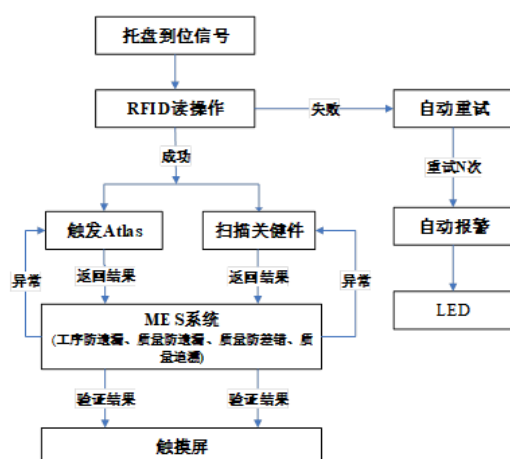 托盘到位信号
RFID读操作
失败
自动重试
成功
重试N次
触发Atlas
扫描关健件
自动报警
异常
返回结果
返回结果
异常
LED
MES系统
(工序防遗漏、质量防遗漏、质量防差错、质
量追溯)
验证结果
验证结果
触摸屏